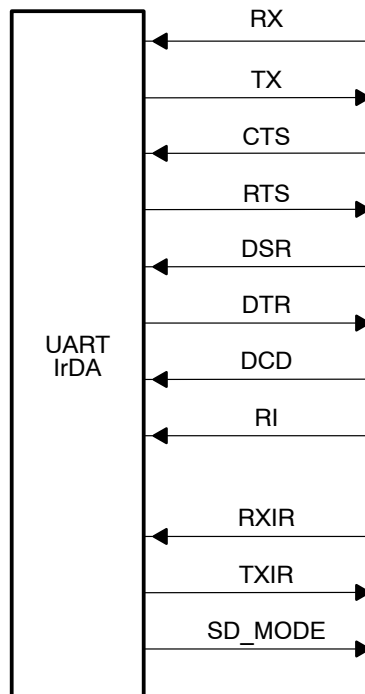 RX
TX
CTS
RTS
DSR
DTR
UART
IrDA
DCD
RI
RXIR
TXIR
SD_MODE